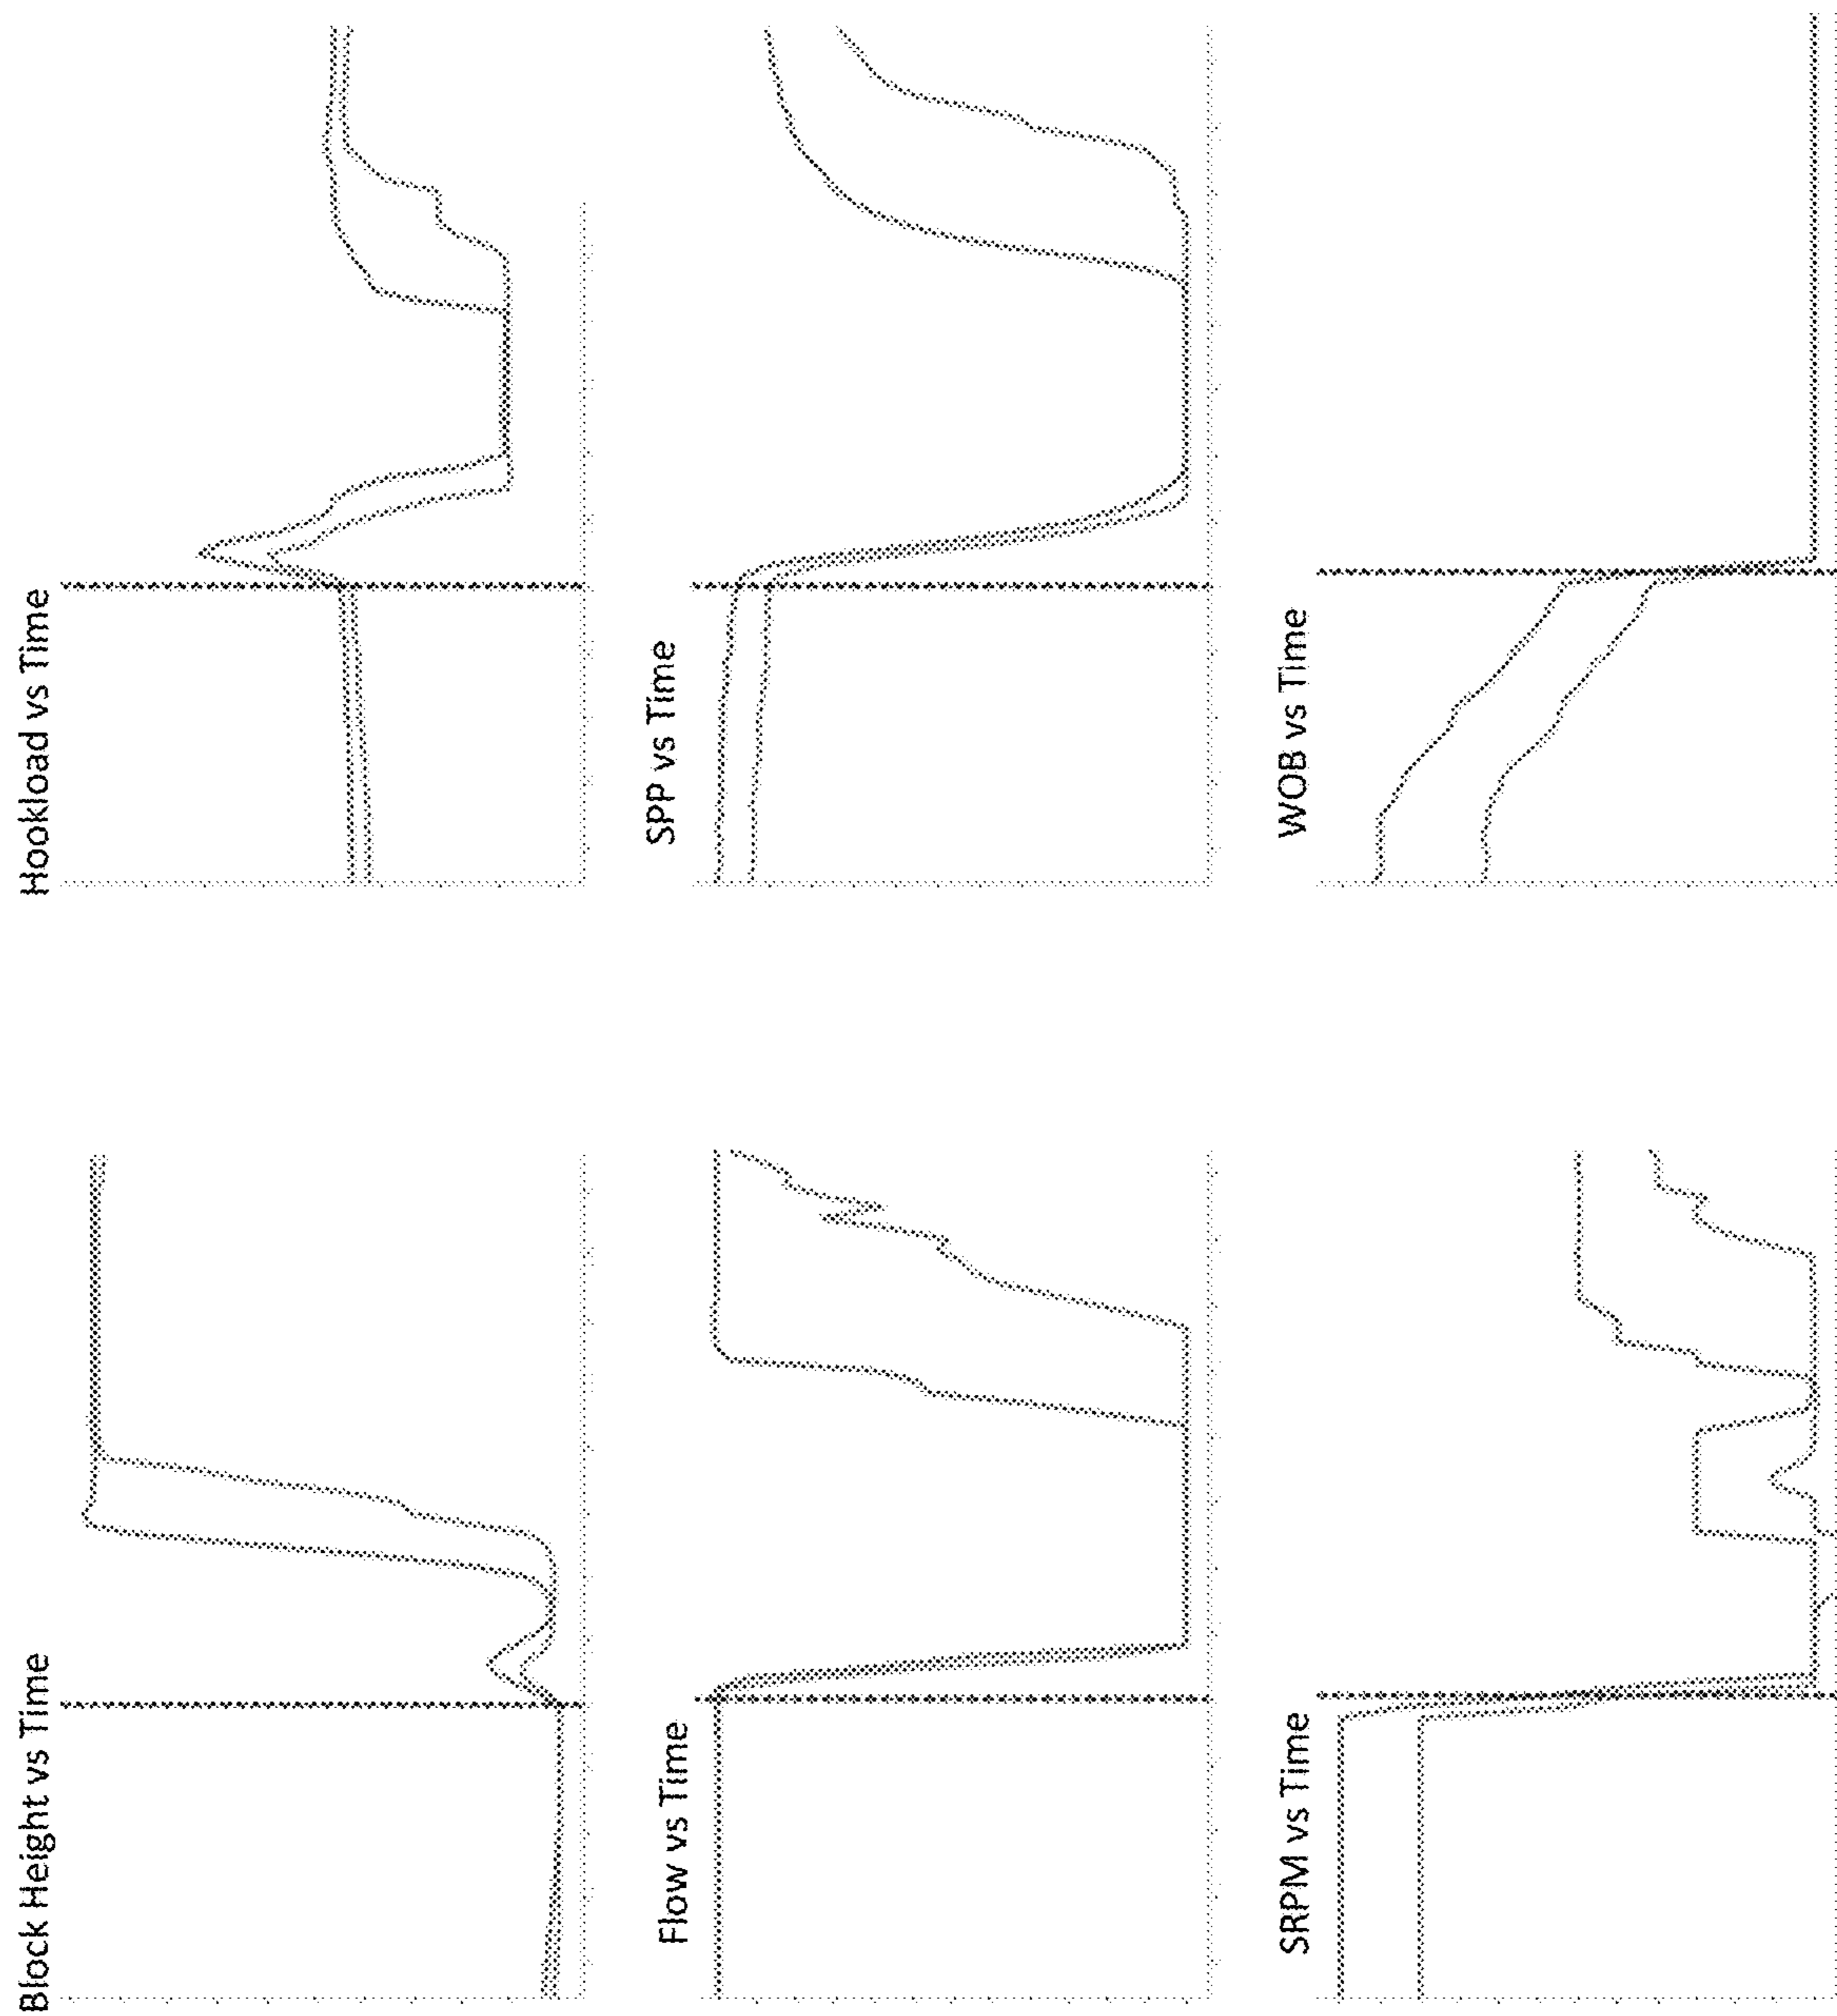 Block Height vs Time
Hookload vs Time
Flow vs Time
SPP vs Time
SRPM vs Time
WOB vs Time